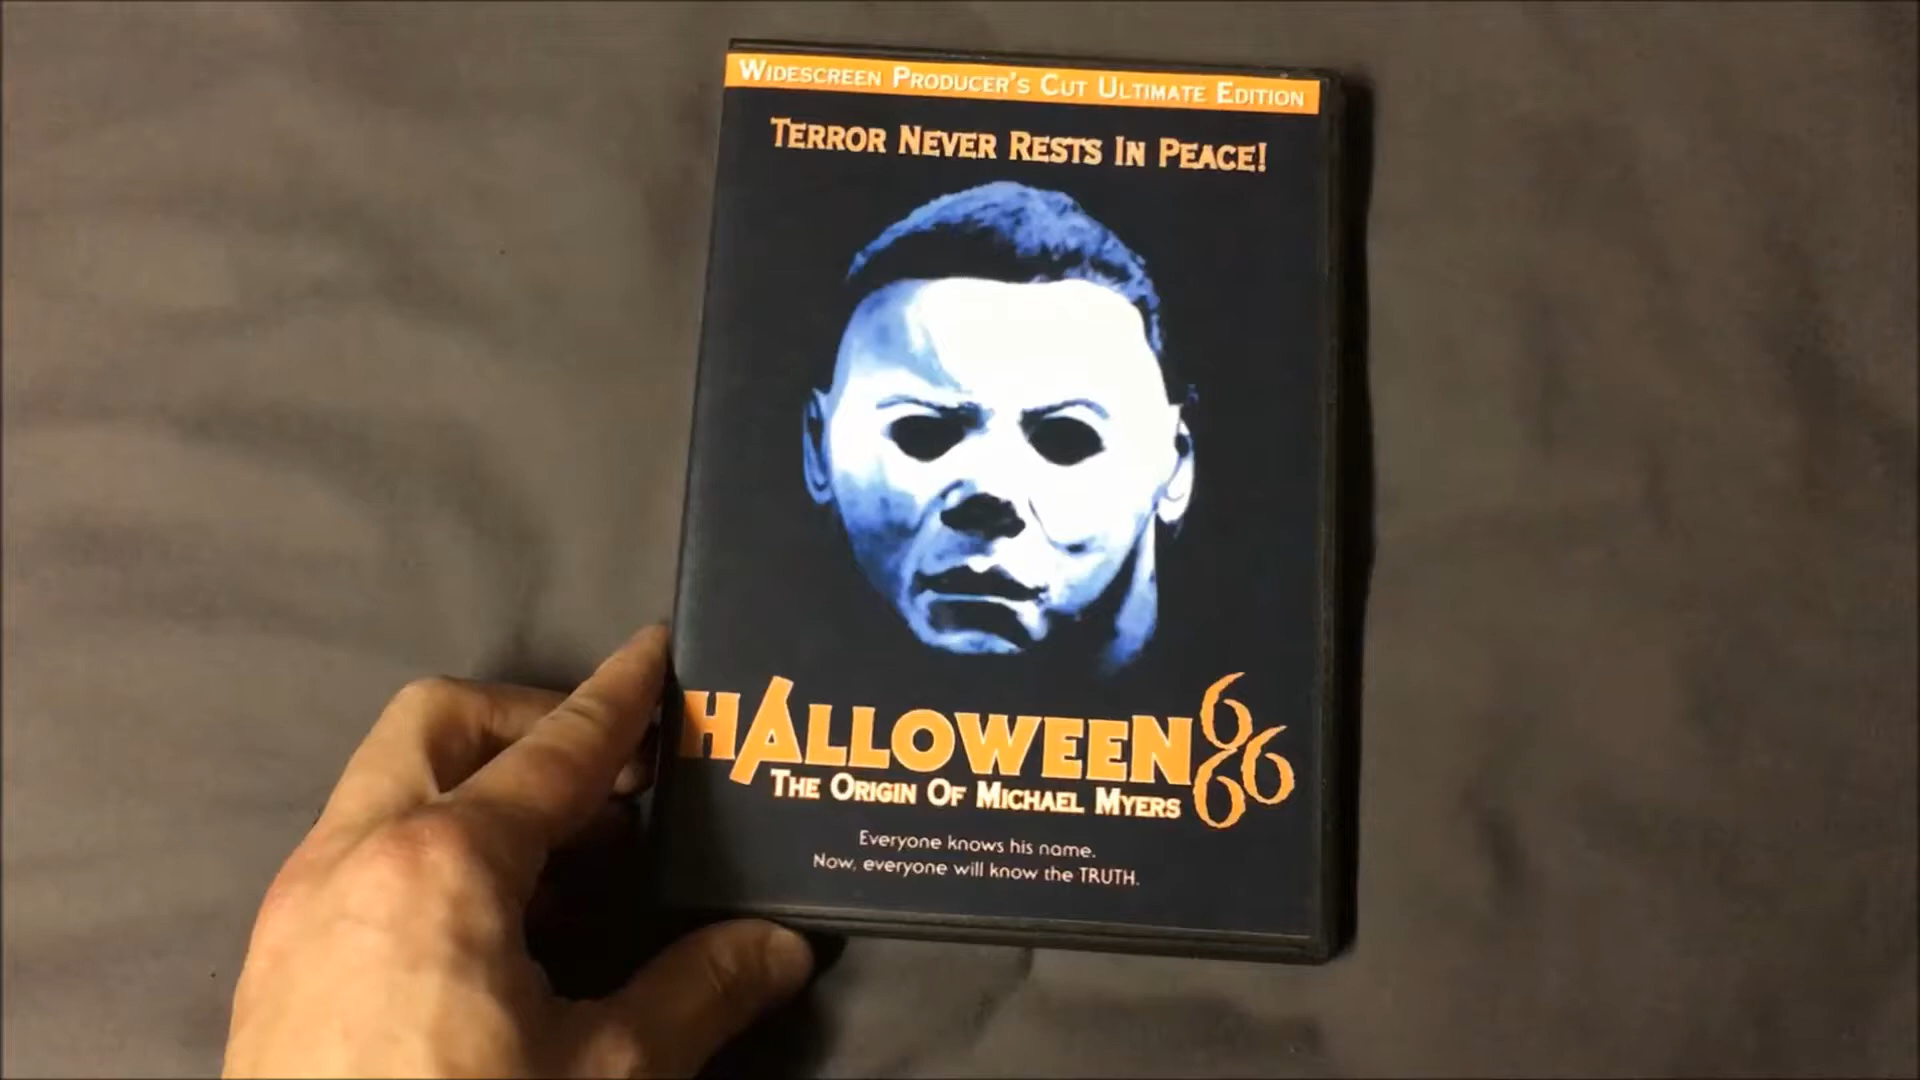 WIDESCREEN PRODUCER'S CUT ULTIMATE EDITION
TERROR NEVER RESTS IN PEACE!
HALLOWEEN 666
THE ORIGIN OF MICHAEL MYERS
Everyone knows his name.
Now, everyone will know the TRUTH.